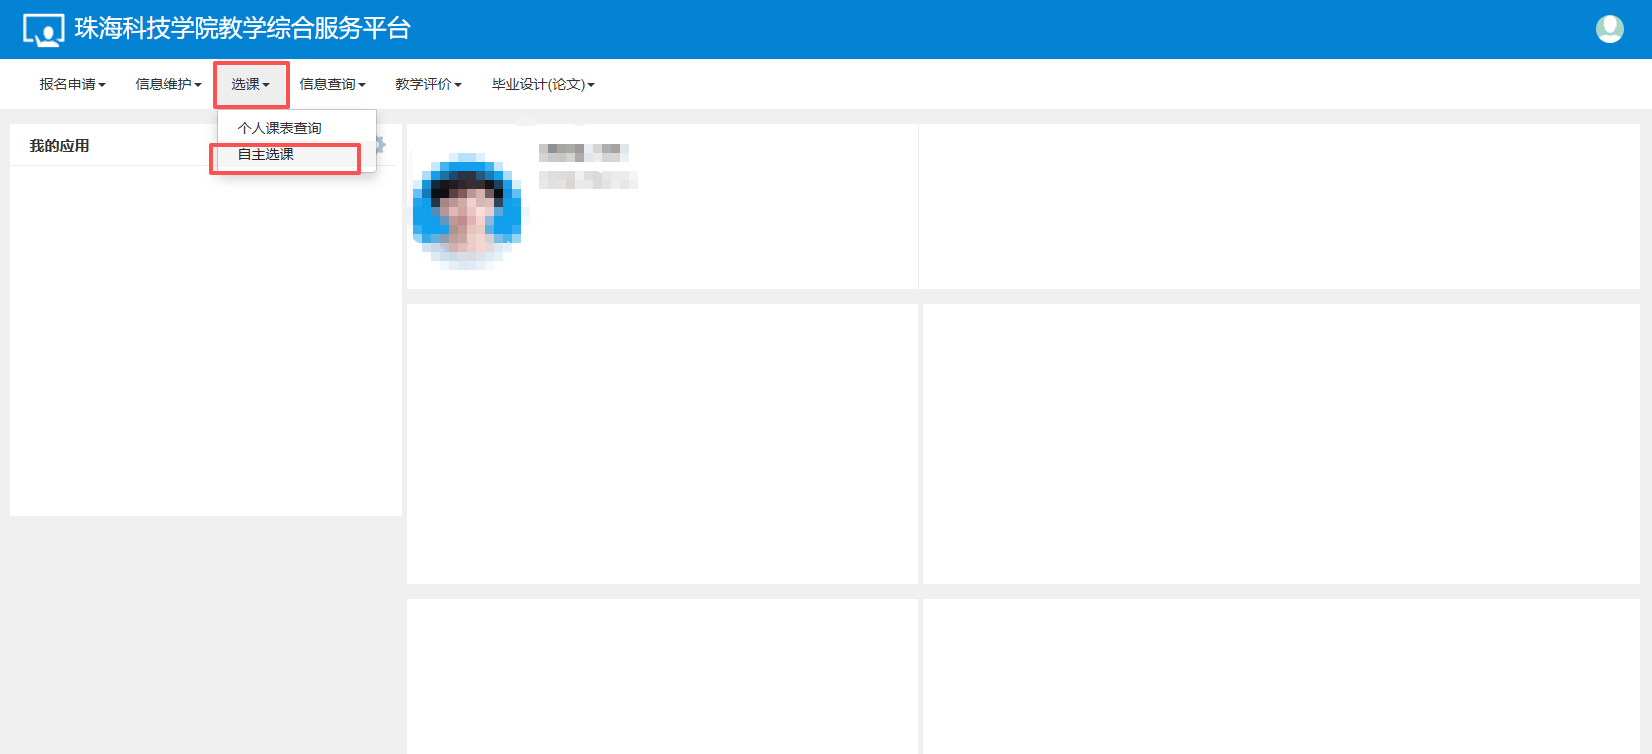 珠海科技学院教学综合服务平台
报名申请 信息维护 选课 信息查询 教学评价 毕业设计(论文)
个人课表查询
我的应用
自主选课